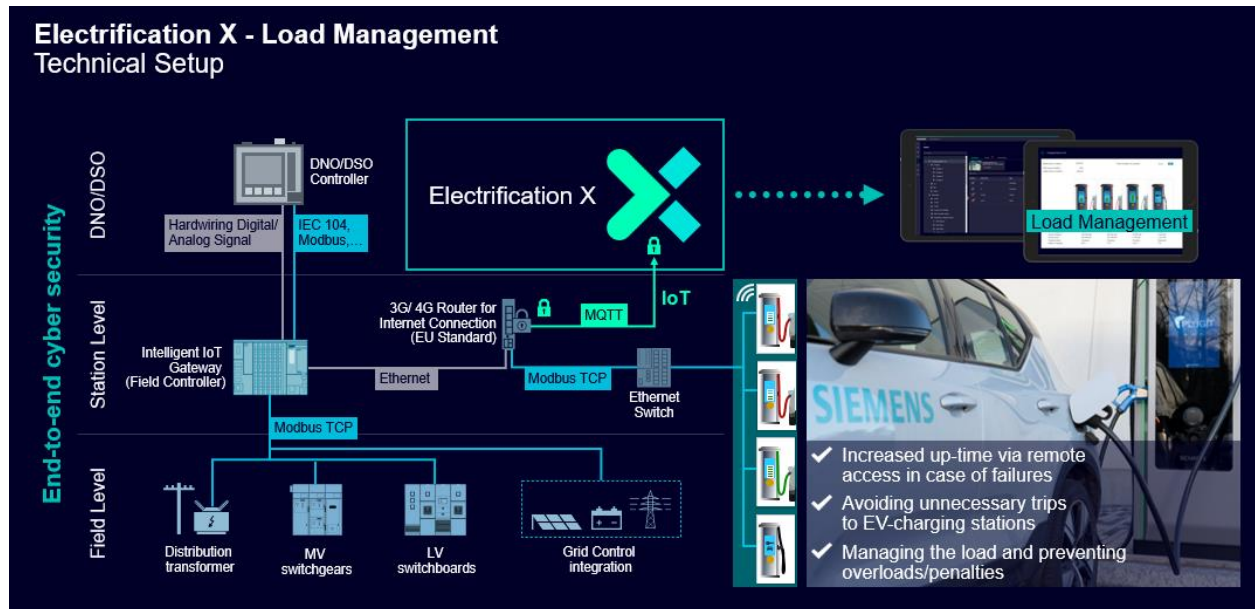 Electrification X - Load Management
Technical Setup
End-to-end cyber security
DNO/DSO
DNO/DSO
Controller
Hardwiring Digital/
Analog Signal
IEC 104,
Modbus,...
Electrification X
Load Management
Station Level
3G/ 4G Router for
Internet Connection
(EU Standard)
MQTT
IoT
Intelligent IoT
Gateway
(Field Controller)
Ethernet
Modbus TCP
Ethernet
Switch
Modbus TCP
Field Level
Distribution
transformer
MV
switchgears
LV
switchboards
Grid Control
integration
SIEMENS
Increased up-time via remote
access in case of failures
Avoiding unnecessary trips
to EV-charging stations
Managing the load and preventing
overloads/penalties